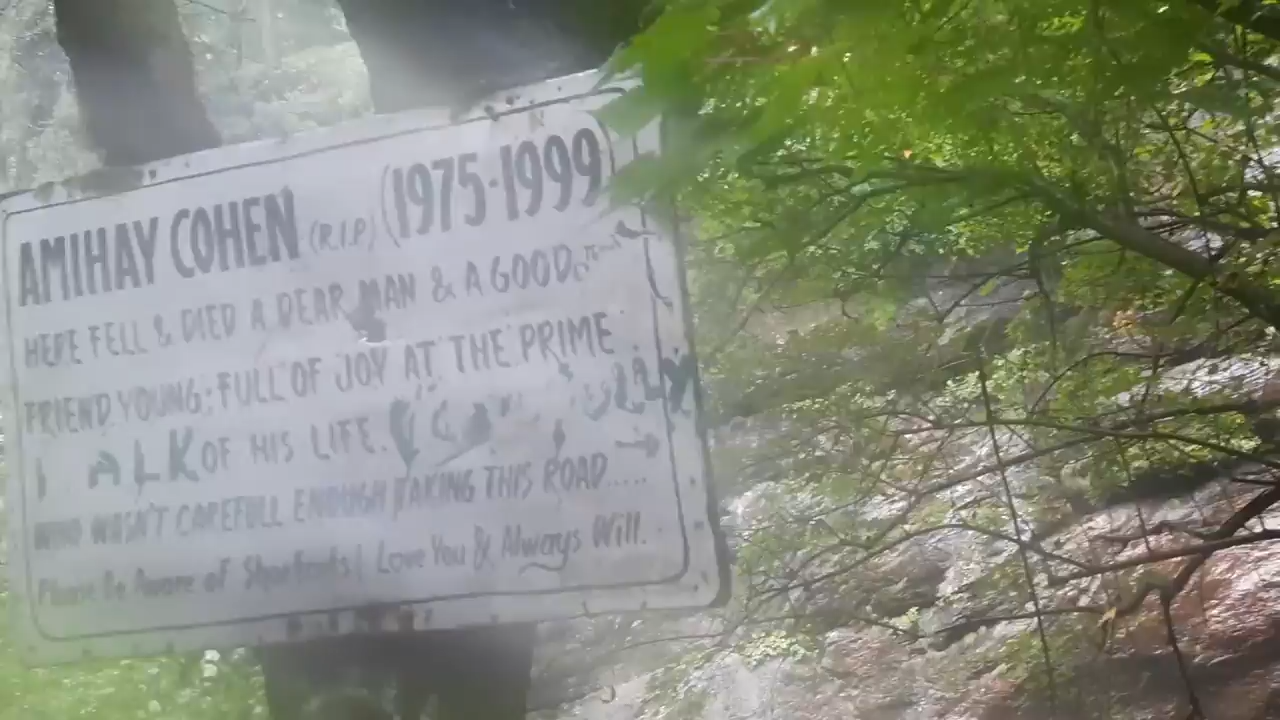 AMIHAY COHEN (R.I.P) (1975-1999
HERE FELL & DIED A DEAR MAN & A GOOD
FRIEND YOUNG; FULL OF JOY AT THE PRIME
OF HIS LIFE.
WHO WASN'T CAREFULL ENOUGH TAKING THIS ROAD.....
Please Be Aware of Shortcuts! Love You & Always Will.